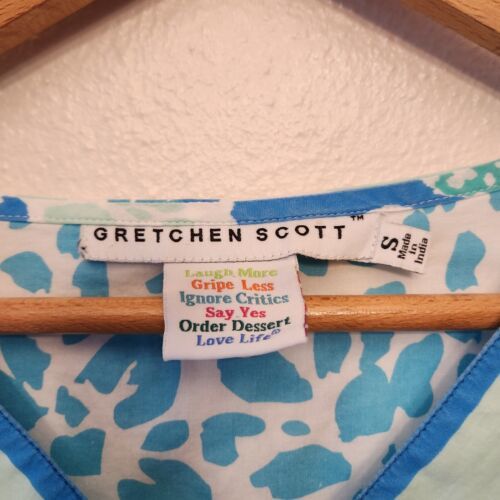 GRETCHEN SCOTT™
S
Made
in
India
Laugh More
Gripe Less
Ignore Critics
Say Yes
Order Dessert
Love Life®